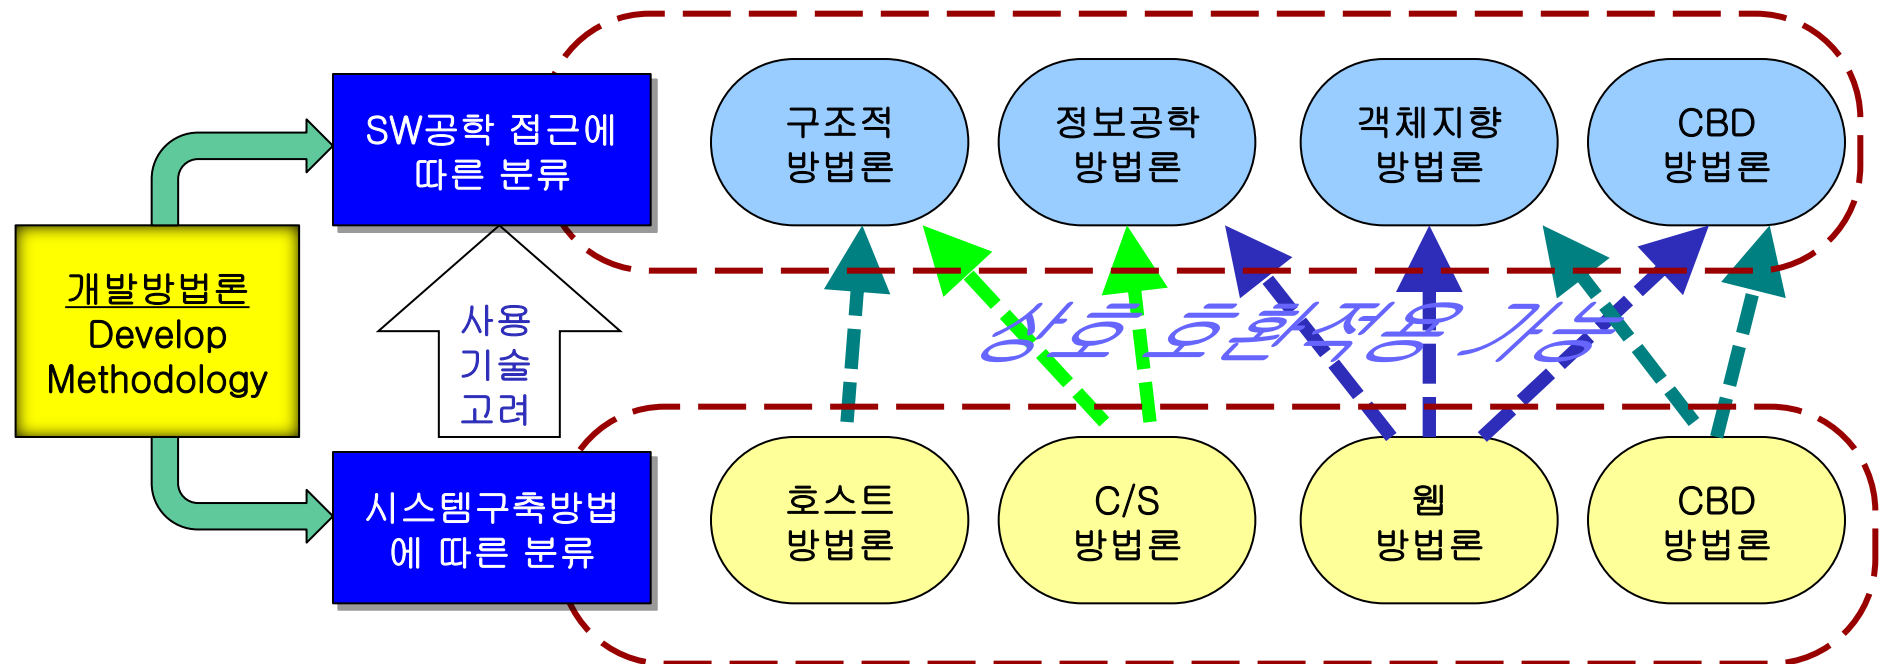 SW공학 접근에
따른 분류
구조적
방법론
정보공학
방법론
객체지향
방법론
CBD
방법론
개발방법론
Develop
Methodology
사용
기술
고려
상호 호환적용 가능
시스템구축방법
에 따른 분류
호스트
방법론
C/S
방법론
웹
방법론
CBD
방법론